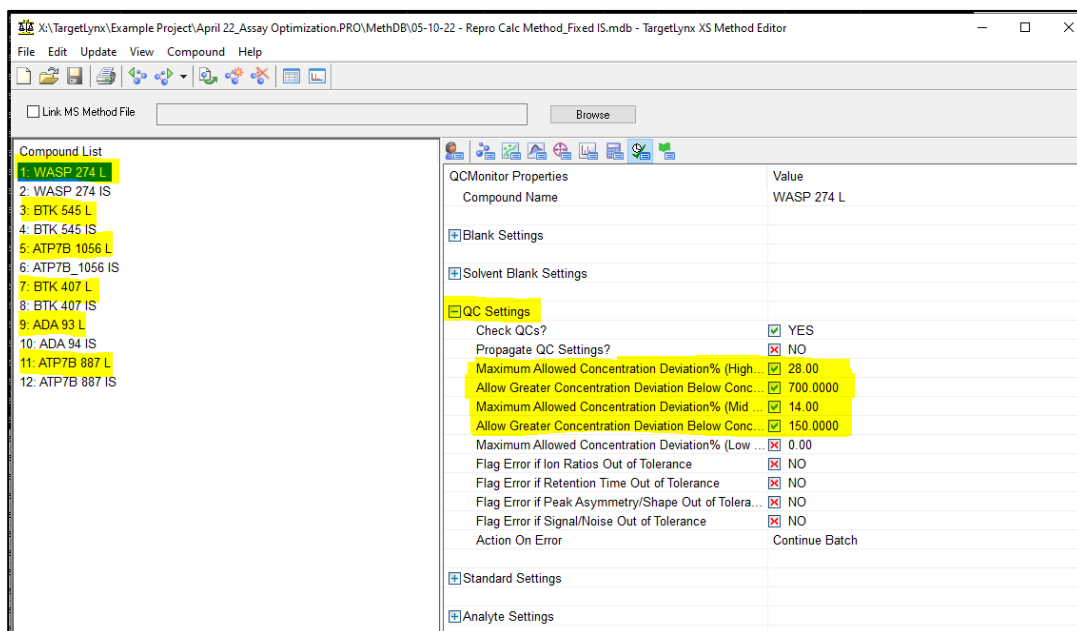 X:\TargetLynx\Example Project\April 22_Assay Optimization.PRO\MethDB\05-10-22 - Repro Calc Method_Fixed IS.mdb - TargetLynx XS Method Editor
File Edit Update View Compound Help
Link MS Method File Browse
Compound List
1: WASP 274 L
2: WASP 274 IS
3: BTK 545 L
4: BTK 545 IS
5: ATP7B 1056 L
6: ATP7B_1056 IS
7: BTK 407 L
8: BTK 407 IS
9: ADA 93 L
10: ADA 94 IS
11: ATP7B 887 L
12: ATP7B 887 IS
QCMonitor Properties Value
Compound Name WASP 274 L
Blank Settings
Solvent Blank Settings
QC Settings
Check QCs? YES
Propagate QC Settings? NO
Maximum Allowed Concentration Deviation% (High... 28.00
Allow Greater Concentration Deviation Below Conc... 700.0000
Maximum Allowed Concentration Deviation% (Mid ... 14.00
Allow Greater Concentration Deviation Below Conc... 150.0000
Maximum Allowed Concentration Deviation% (Low ... 0.00
Flag Error if Ion Ratios Out of Tolerance NO
Flag Error if Retention Time Out of Tolerance NO
Flag Error if Peak Asymmetry/Shape Out of Tolera... NO
Flag Error if Signal/Noise Out of Tolerance NO
Action On Error Continue Batch
Standard Settings
Analyte Settings